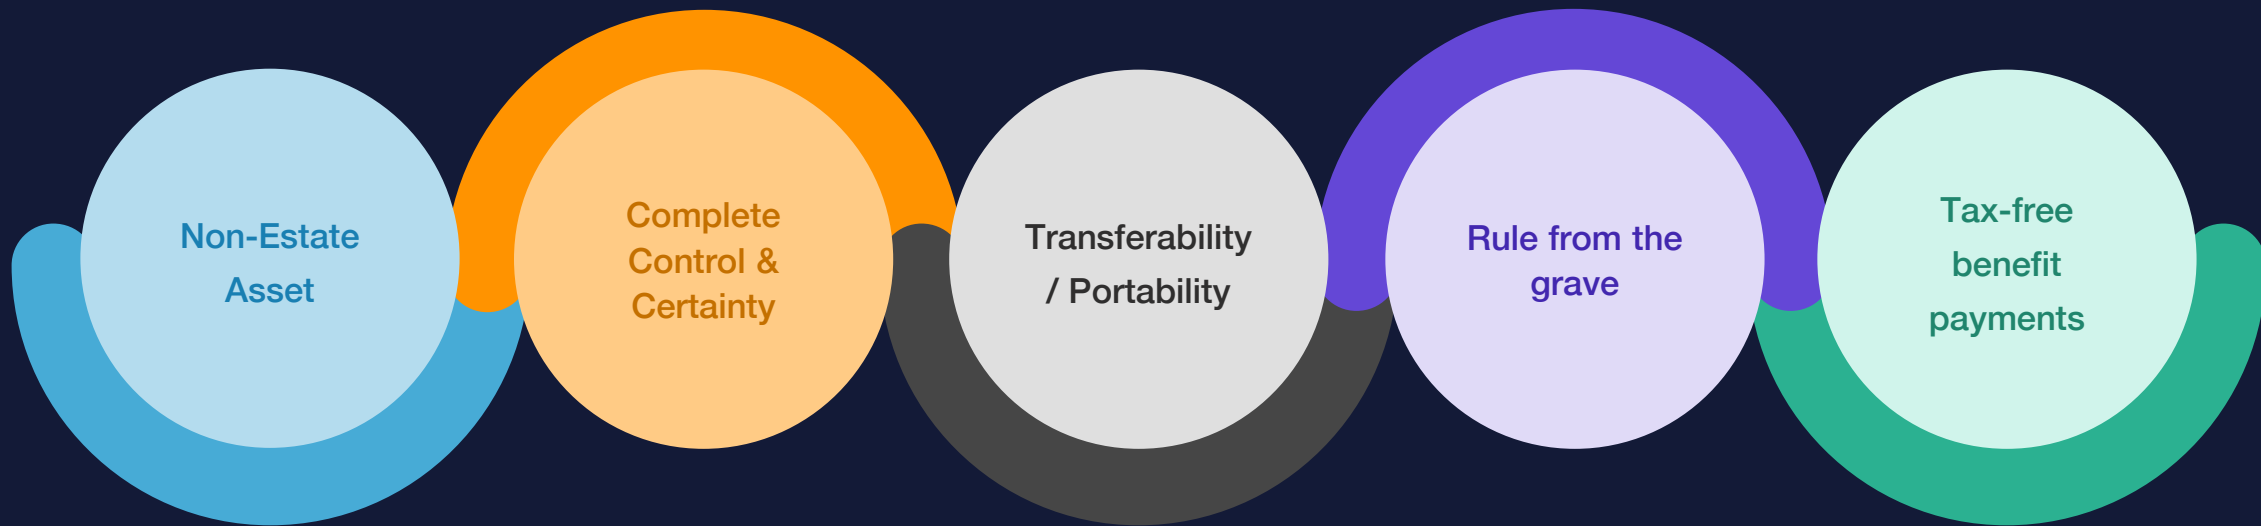 Non-Estate
Asset
Complete
Control &
Certainty
Transferability
/ Portability
Rule from the
grave
Tax-free
benefit
payments